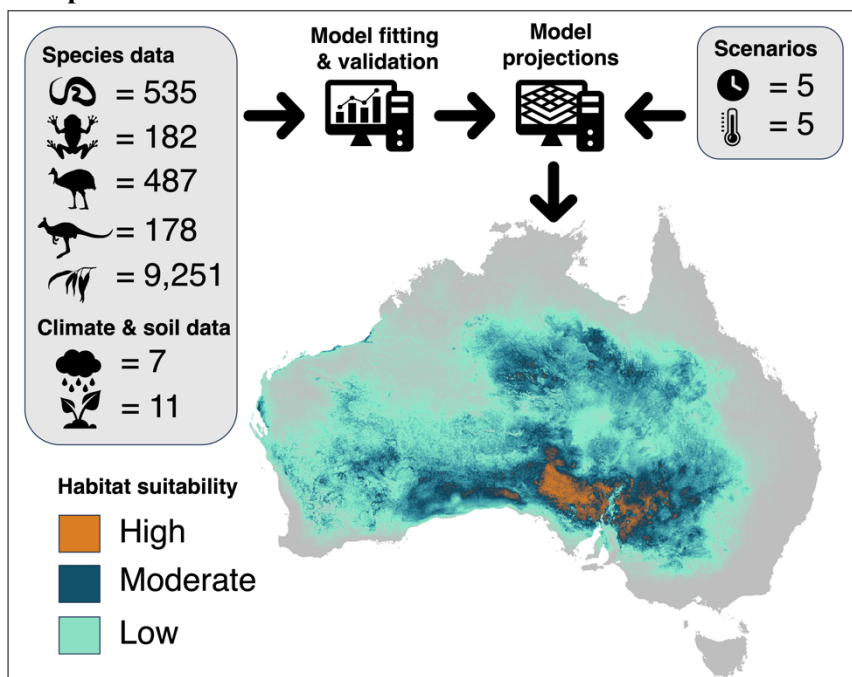 Species data
= 535
= 182
= 487
= 178
= 9,251
Climate & soil data
= 7
= 11
Model fitting
& validation
Model
projections
Scenarios
= 5
= 5
Habitat suitability
High
Moderate
Low